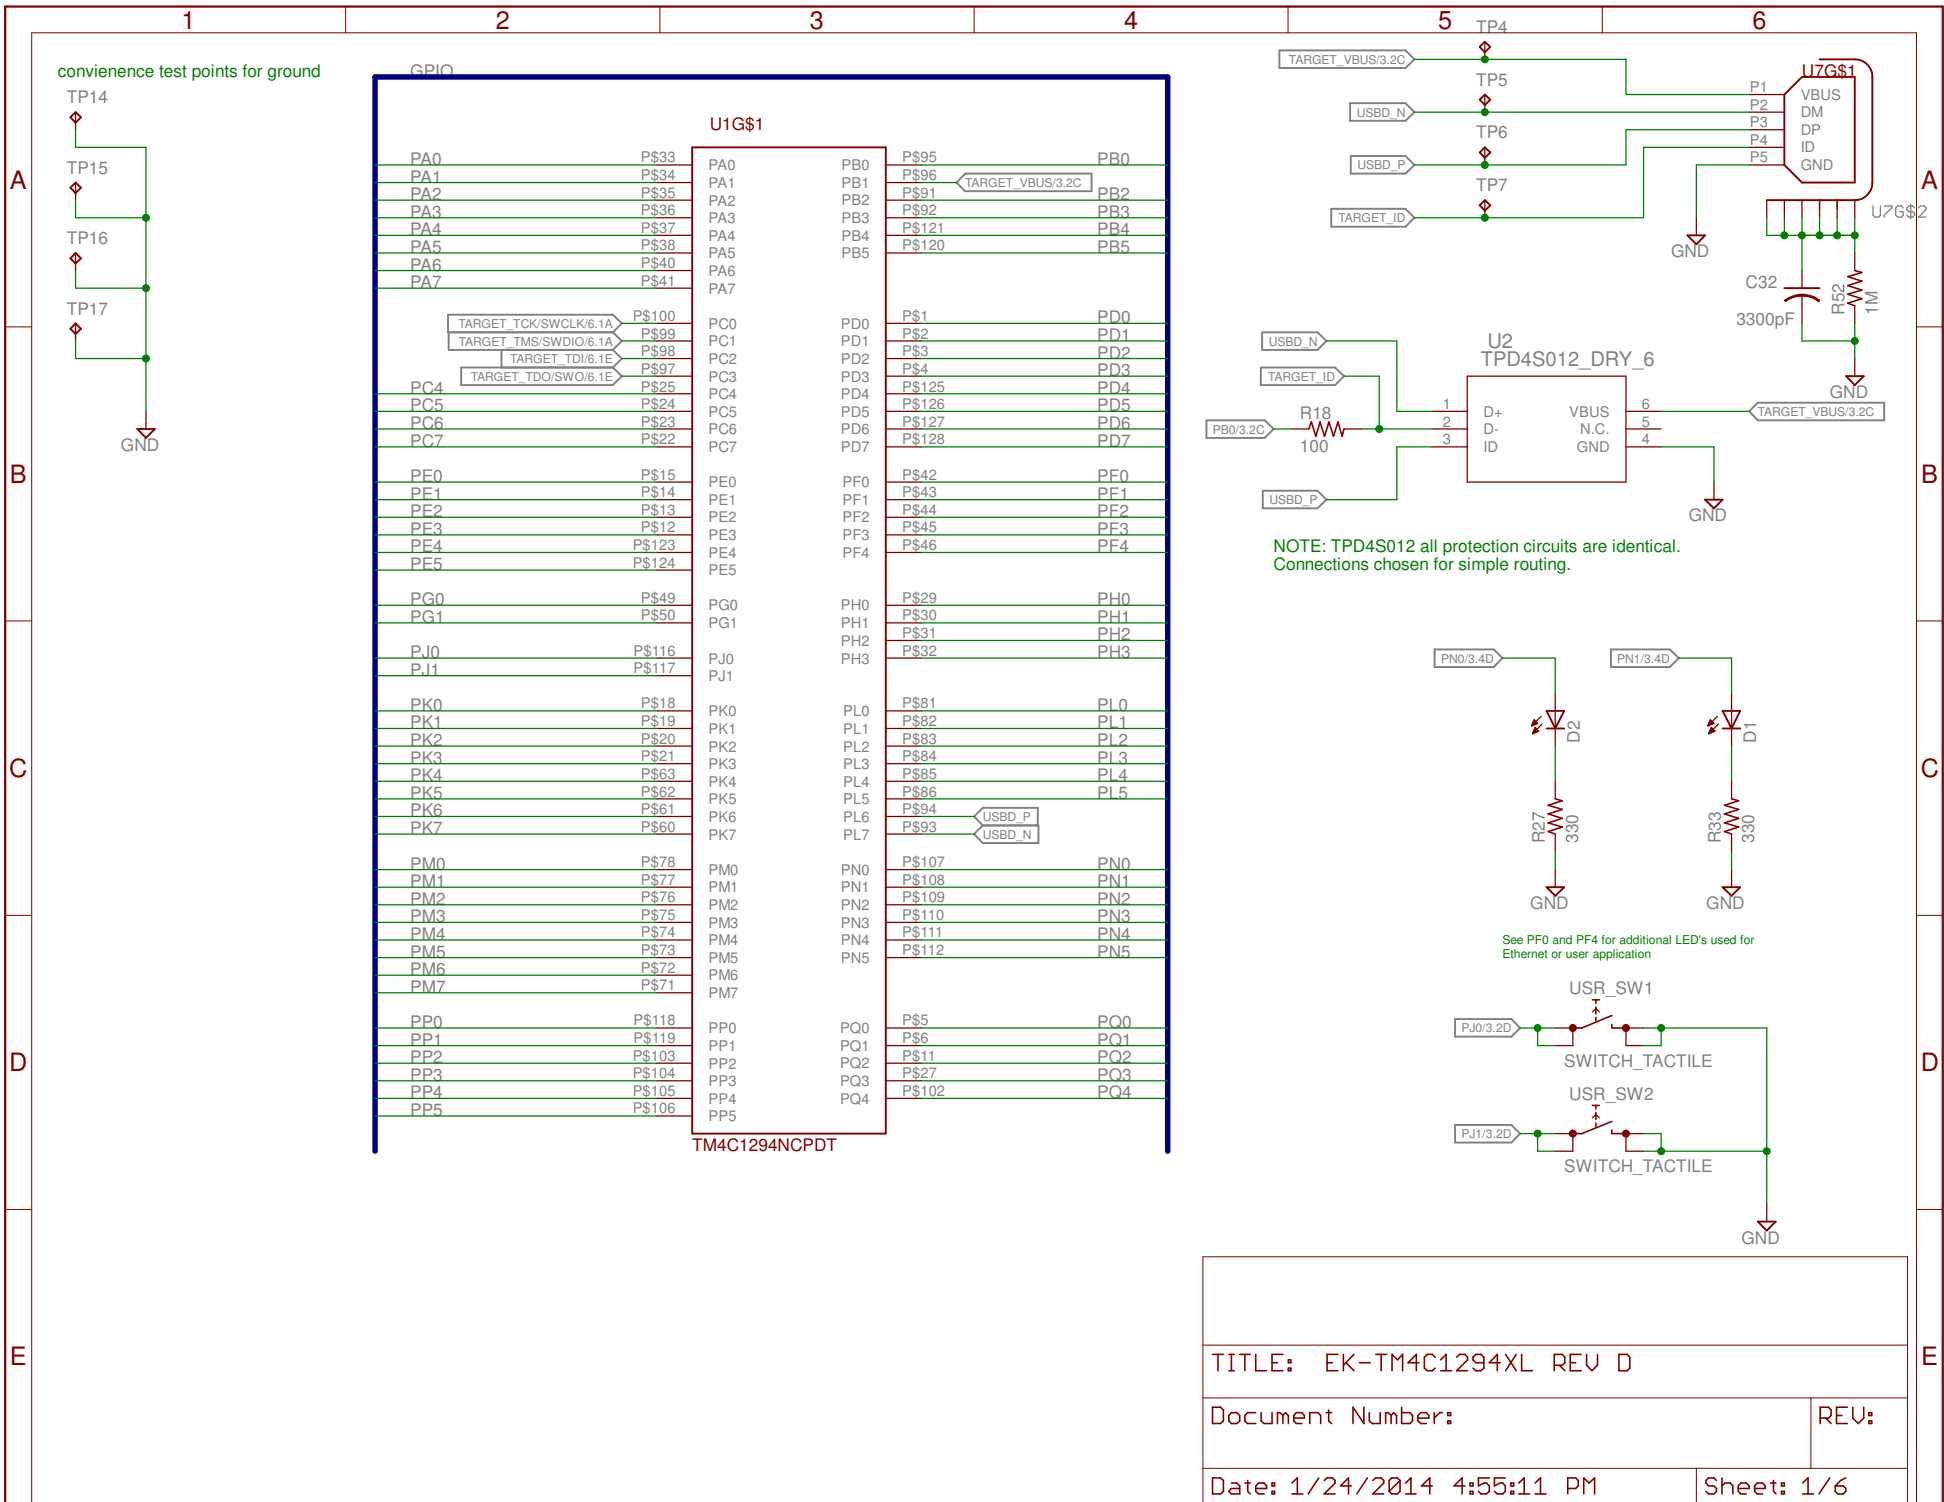 1 2 3 4 5 6
convienence test points for ground
TP14
TP15
TP16
TP17
GND
A
B
C
D
E
GPIO
U1G$1
PA0 P$33 PA0 PB0 P$95 PB0
PA1 P$34 PA1 PB1 P$96 TARGET_VBUS/3.2C
PA2 P$35 PA2 PB2 P$91 PB2
PA3 P$36 PA3 PB3 P$92 PB3
PA4 P$37 PA4 PB4 P$121 PB4
PA5 P$38 PA5 PB5 P$120 PB5
PA6 P$40 PA6
PA7 P$41 PA7
TARGET_TCK/SWCLK/6.1A P$100 PC0 PD0 P$1 PD0
TARGET_TMS/SWDIO/6.1A P$99 PC1 PD1 P$2 PD1
TARGET_TDI/6.1E P$98 PC2 PD2 P$3 PD2
TARGET_TDO/SWO/6.1E P$97 PC3 PD3 P$4 PD3
PC4 P$25 PC4 PD4 P$125 PD4
PC5 P$24 PC5 PD5 P$126 PD5
PC6 P$23 PC6 PD6 P$127 PD6
PC7 P$22 PC7 PD7 P$128 PD7
PE0 P$15 PE0 PF0 P$42 PF0
PE1 P$14 PE1 PF1 P$43 PF1
PE2 P$13 PE2 PF2 P$44 PF2
PE3 P$12 PE3 PF3 P$45 PF3
PE4 P$123 PE4 PF4 P$46 PF4
PE5 P$124 PE5
PG0 P$49 PG0 PH0 P$29 PH0
PG1 P$50 PG1 PH1 P$30 PH1
PH2 P$31 PH2
PJ0 P$116 PJ0 PH3 P$32 PH3
PJ1 P$117 PJ1
PK0 P$18 PK0 PL0 P$81 PL0
PK1 P$19 PK1 PL1 P$82 PL1
PK2 P$20 PK2 PL2 P$83 PL2
PK3 P$21 PK3 PL3 P$84 PL3
PK4 P$63 PK4 PL4 P$85 PL4
PK5 P$62 PK5 PL5 P$86 PL5
PK6 P$61 PK6 PL6 P$94 USBD_P
PK7 P$60 PK7 PL7 P$93 USBD_N
PM0 P$78 PM0 PN0 P$107 PN0
PM1 P$77 PM1 PN1 P$108 PN1
PM2 P$76 PM2 PN2 P$109 PN2
PM3 P$75 PM3 PN3 P$110 PN3
PM4 P$74 PM4 PN4 P$111 PN4
PM5 P$73 PM5 PN5 P$112 PN5
PM6 P$72 PM6
PM7 P$71 PM7
PP0 P$118 PP0 PQ0 P$5 PQ0
PP1 P$119 PP1 PQ1 P$6 PQ1
PP2 P$103 PP2 PQ2 P$11 PQ2
PP3 P$104 PP3 PQ3 P$27 PQ3
PP4 P$105 PP4 PQ4 P$102 PQ4
PP5 P$106 PP5
TM4C1294NCPDT
TP4
TARGET_VBUS/3.2C
TP5
USBD_N
TP6
USBD_P
TP7
TARGET_ID
U7G$1
P1 VBUS
P2 DM
P3 DP
P4 ID
P5 GND
U7G$2
GND
C32
3300pF
R52
1M
GND
U2
TPD4S012_DRY_6
USBD_N
TARGET_ID
PB0/3.2C R18
100
USBD_P
1 D+ VBUS 6 TARGET_VBUS/3.2C
2 D- N.C. 5
3 ID GND 4
GND
NOTE: TPD4S012 all protection circuits are identical.
Connections chosen for simple routing.
PN0/3.4D PN1/3.4D
D2 D1
R27 330 R33 330
GND GND
See PF0 and PF4 for additional LED's used for
Ethernet or user application
USR_SW1
PJ0/3.2D
SWITCH_TACTILE
USR_SW2
PJ1/3.2D
SWITCH_TACTILE
GND
A
B
C
D
E
TITLE: EK-TM4C1294XL REV D
Document Number: REV:
Date: 1/24/2014 4:55:11 PM Sheet: 1/6